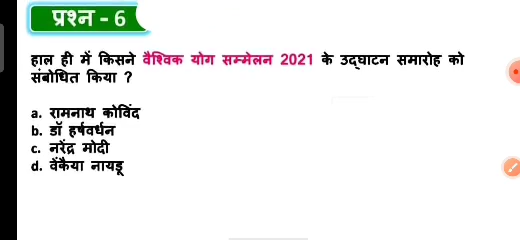 प्रश्न - 6
हाल ही में किसने वैश्विक योग सम्मेलन 2021 के उद्घाटन समारोह को
संबोधित किया ?
a. रामनाथ कोविंद
b. डॉ हर्षवर्धन
c. नरेंद्र मोदी
d. वेंकैया नायडू